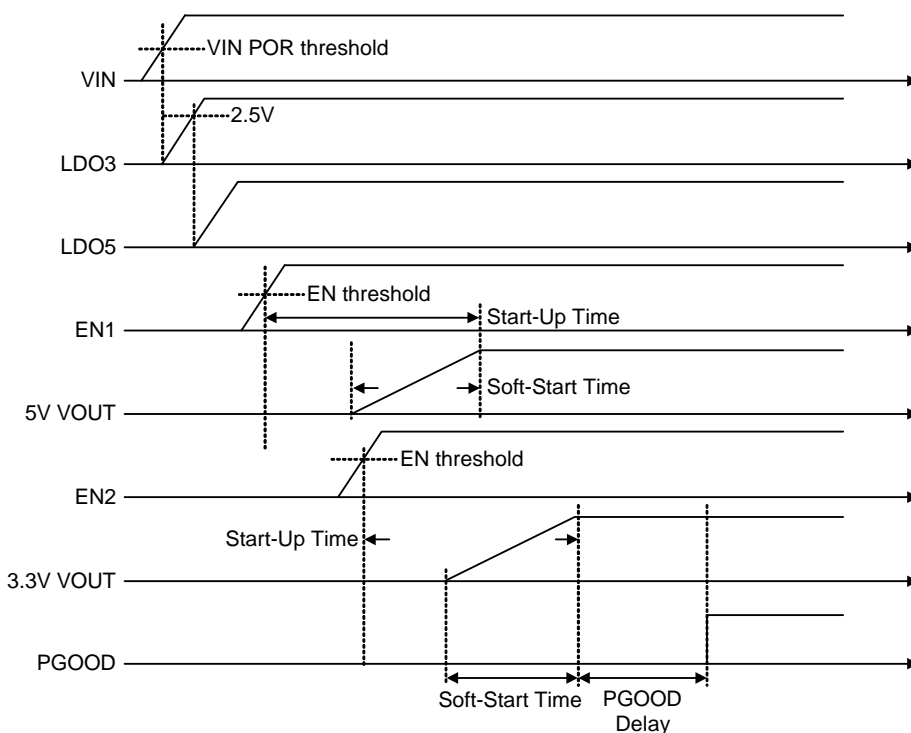 VIN POR threshold
VIN
2.5V
LDO3
LDO5
EN threshold
Start-Up Time
EN1
Soft-Start Time
5V VOUT
EN threshold
EN2
Start-Up Time
3.3V VOUT
PGOOD
Soft-Start Time
PGOOD
Delay